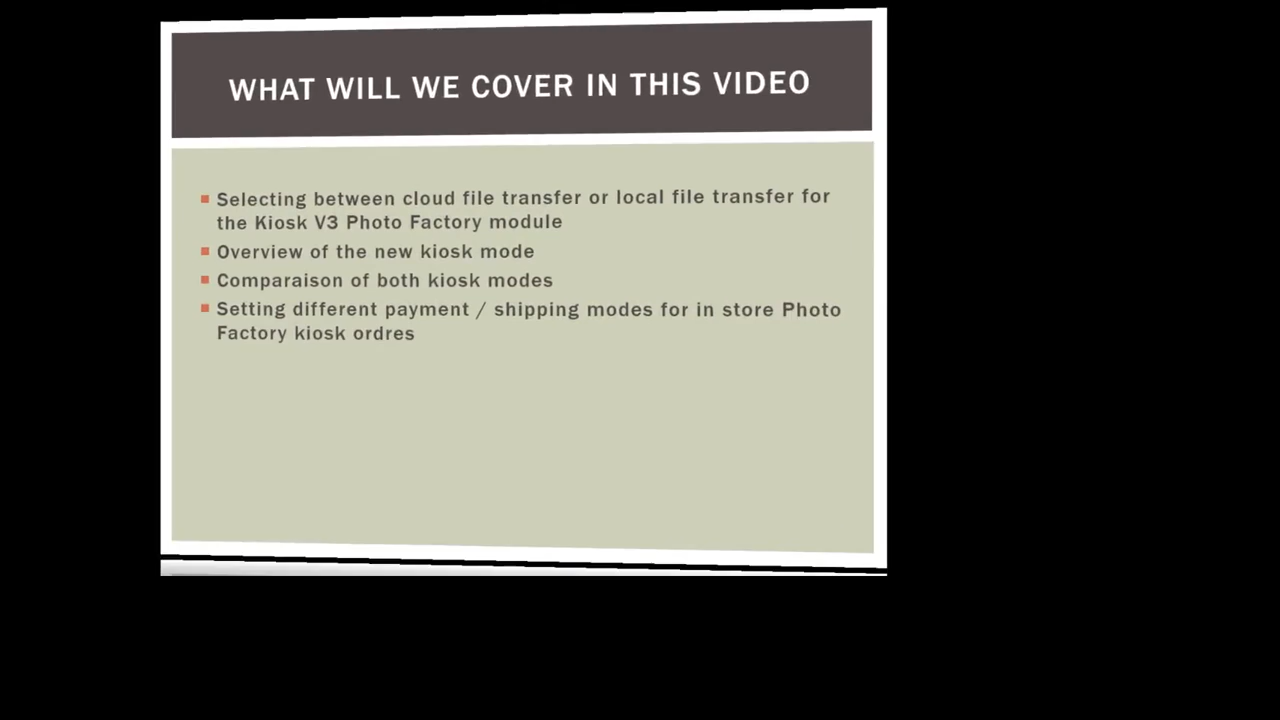 WHAT WILL WE COVER IN THIS VIDEO
Selecting between cloud file transfer or local file transfer for
the Kiosk V3 Photo Factory module
Overview of the new kiosk mode
Comparaison of both kiosk modes
Setting different payment / shipping modes for in store Photo
Factory kiosk ordres